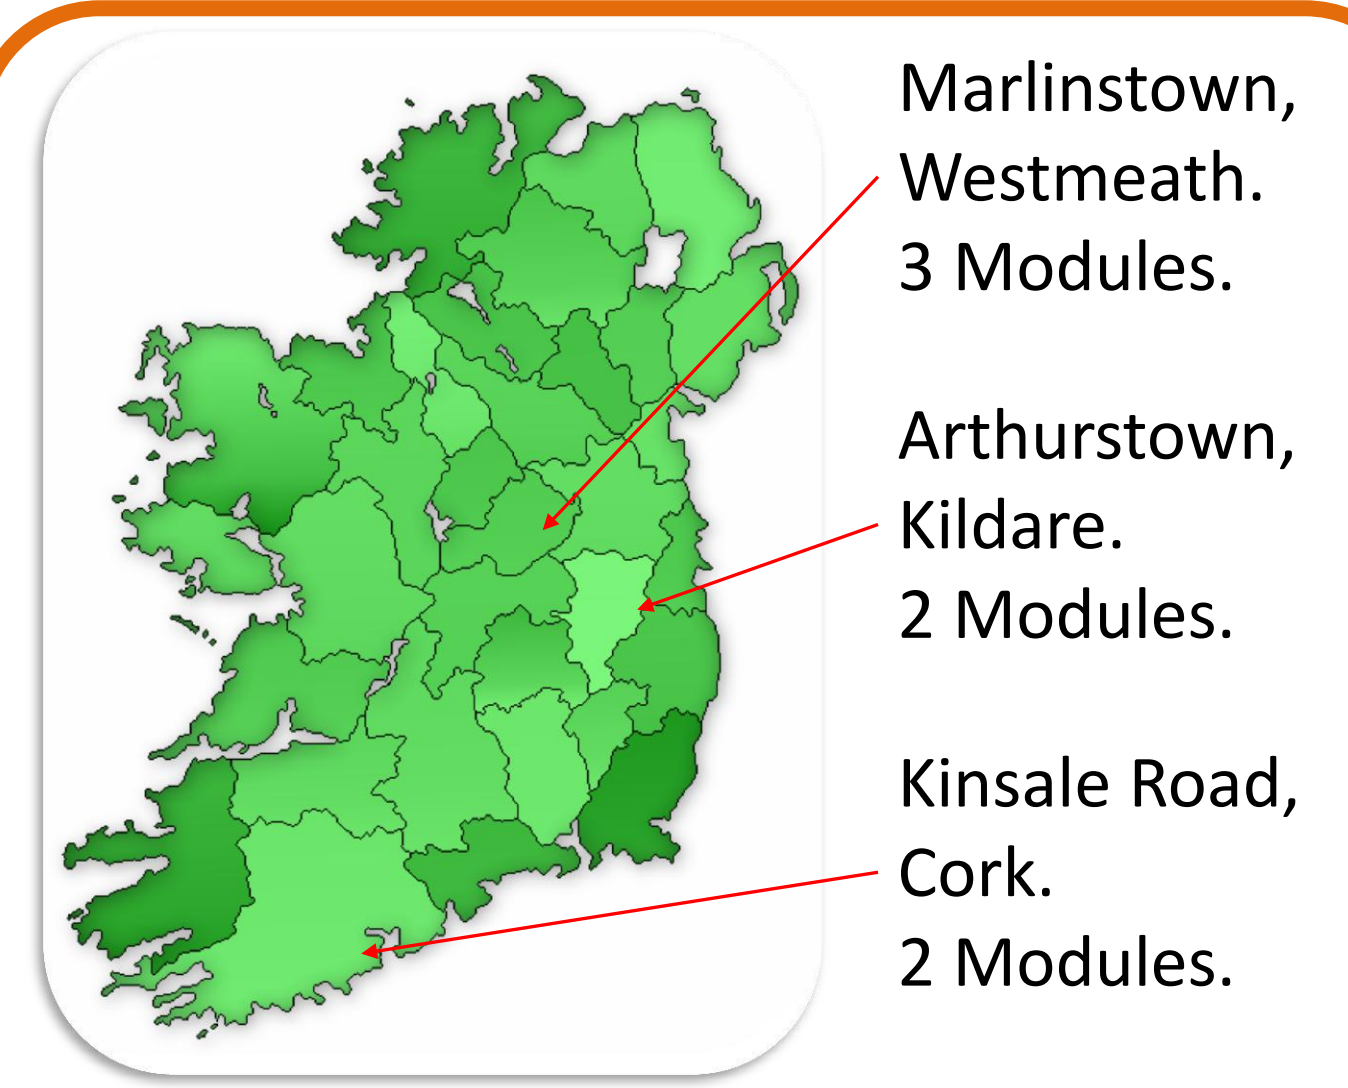 Marlinstown,
Westmeath.
3 Modules.
Arthurstown,
Kildare.
2 Modules.
Kinsale Road,
Cork.
2 Modules.